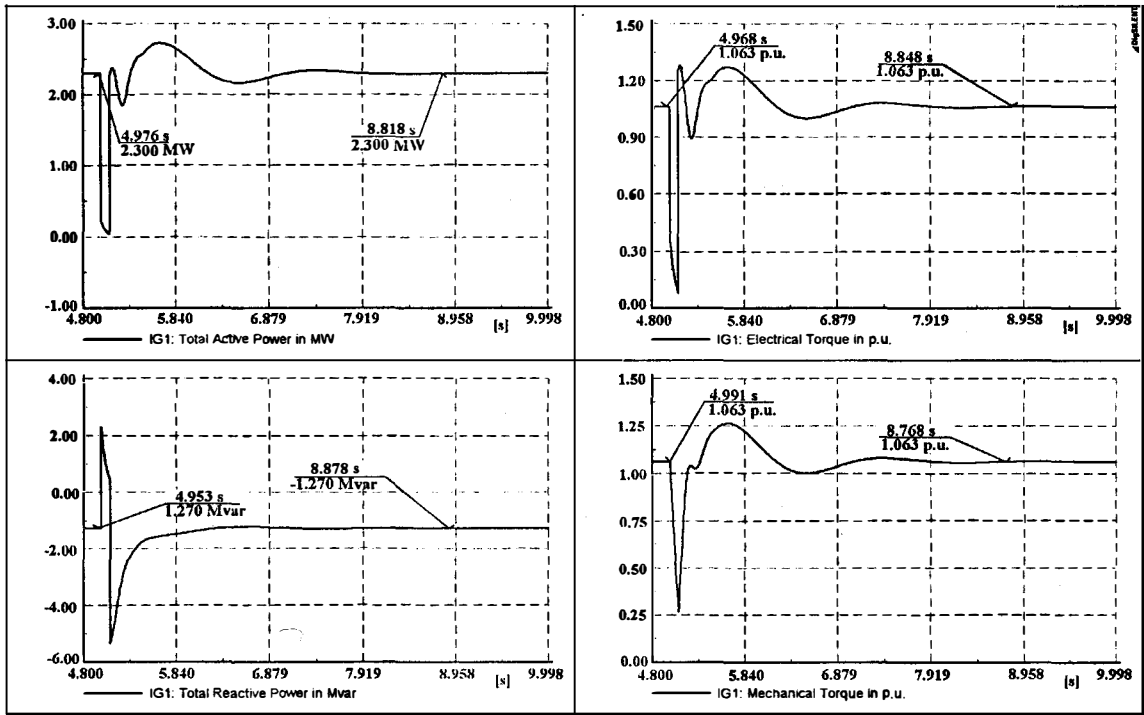 3.00
2.00
1.00
0.00
-1.00
4.800
5.840
6.879
7.919
8.958
[s]
9.998
4.976 s
2.300 MW
8.818 s
2.300 MW
IG1: Total Active Power in MW
1.50
1.20
0.90
0.60
0.30
0.00
4.800
5.840
6.879
7.919
8.958
[s]
9.998
4.968 s
1.063 p.u.
8.848 s
1.063 p.u.
IG1: Electrical Torque in p.u.
DIgSILENT
4.00
2.00
0.00
-2.00
-4.00
-6.00
4.800
5.840
6.879
7.919
8.958
[s]
9.998
4.953 s
1.270 Mvar
8.878 s
-1.270 Mvar
IG1: Total Reactive Power in Mvar
1.50
1.25
1.00
0.75
0.50
0.25
0.00
4.800
5.840
6.879
7.919
8.958
[s]
9.998
4.991 s
1.063 p.u.
8.768 s
1.063 p.u.
IG1: Mechanical Torque in p.u.